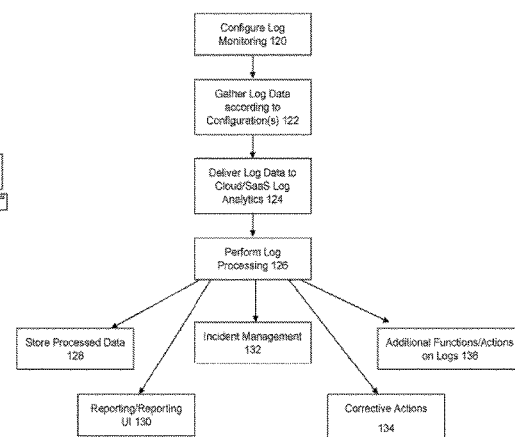 Configure Log
Monitoring 120
Gather Log Data
according to
Configuration(s) 122
Deliver Log Data to
Cloud/SaaS Log
Analytics 124
Perform Log
Processing 126
Store Processed Data
128
Incident Management
132
Additional Functions/Actions
on Logs 136
Reporting/Reporting
UI 130
Corrective Actions
134